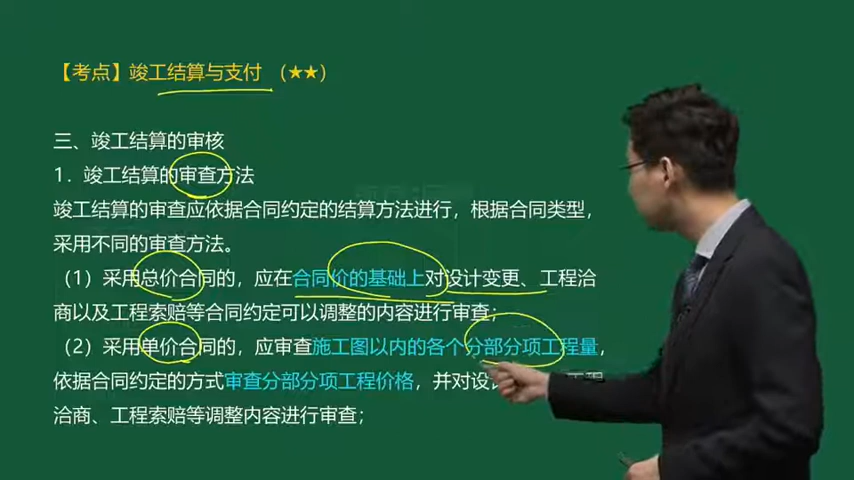 【考点】竣工结算与支付（★★）
三、竣工结算的审核
1．竣工结算的审查方法
竣工结算的审查应依据合同约定的结算方法进行，根据合同类型，
采用不同的审查方法。
（1）采用总价合同的，应在合同价的基础上对设计变更、工程洽
商以及工程索赔等合同约定可以调整的内容进行审查；
（2）采用单价合同的，应审查施工图以内的各个分部分项工程量，
依据合同约定的方式审查分部分项工程价格，并对设
洽商、工程索赔等调整内容进行审查；